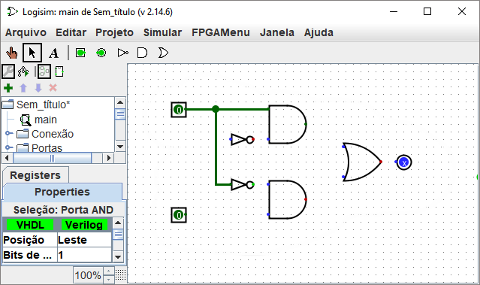 Logisim: main de Sem_título (v 2.14.6)
Arquivo Editar Projeto Simular FPGAMenu Janela Ajuda
A
Sem_título*
main
Conexão
Portas
Registers
Properties
Seleção: Porta AND
VHDL Verilog
Posição Leste
Bits de ... 1
100%
0
0
x